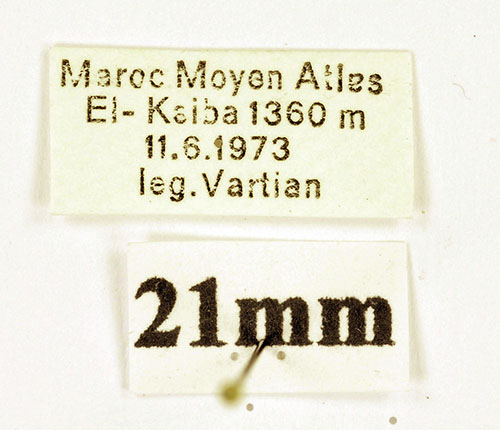 Maroc Moyen Atlas
El-Kaiba 1360 m
11.6.1973
leg. Vartian
21mm